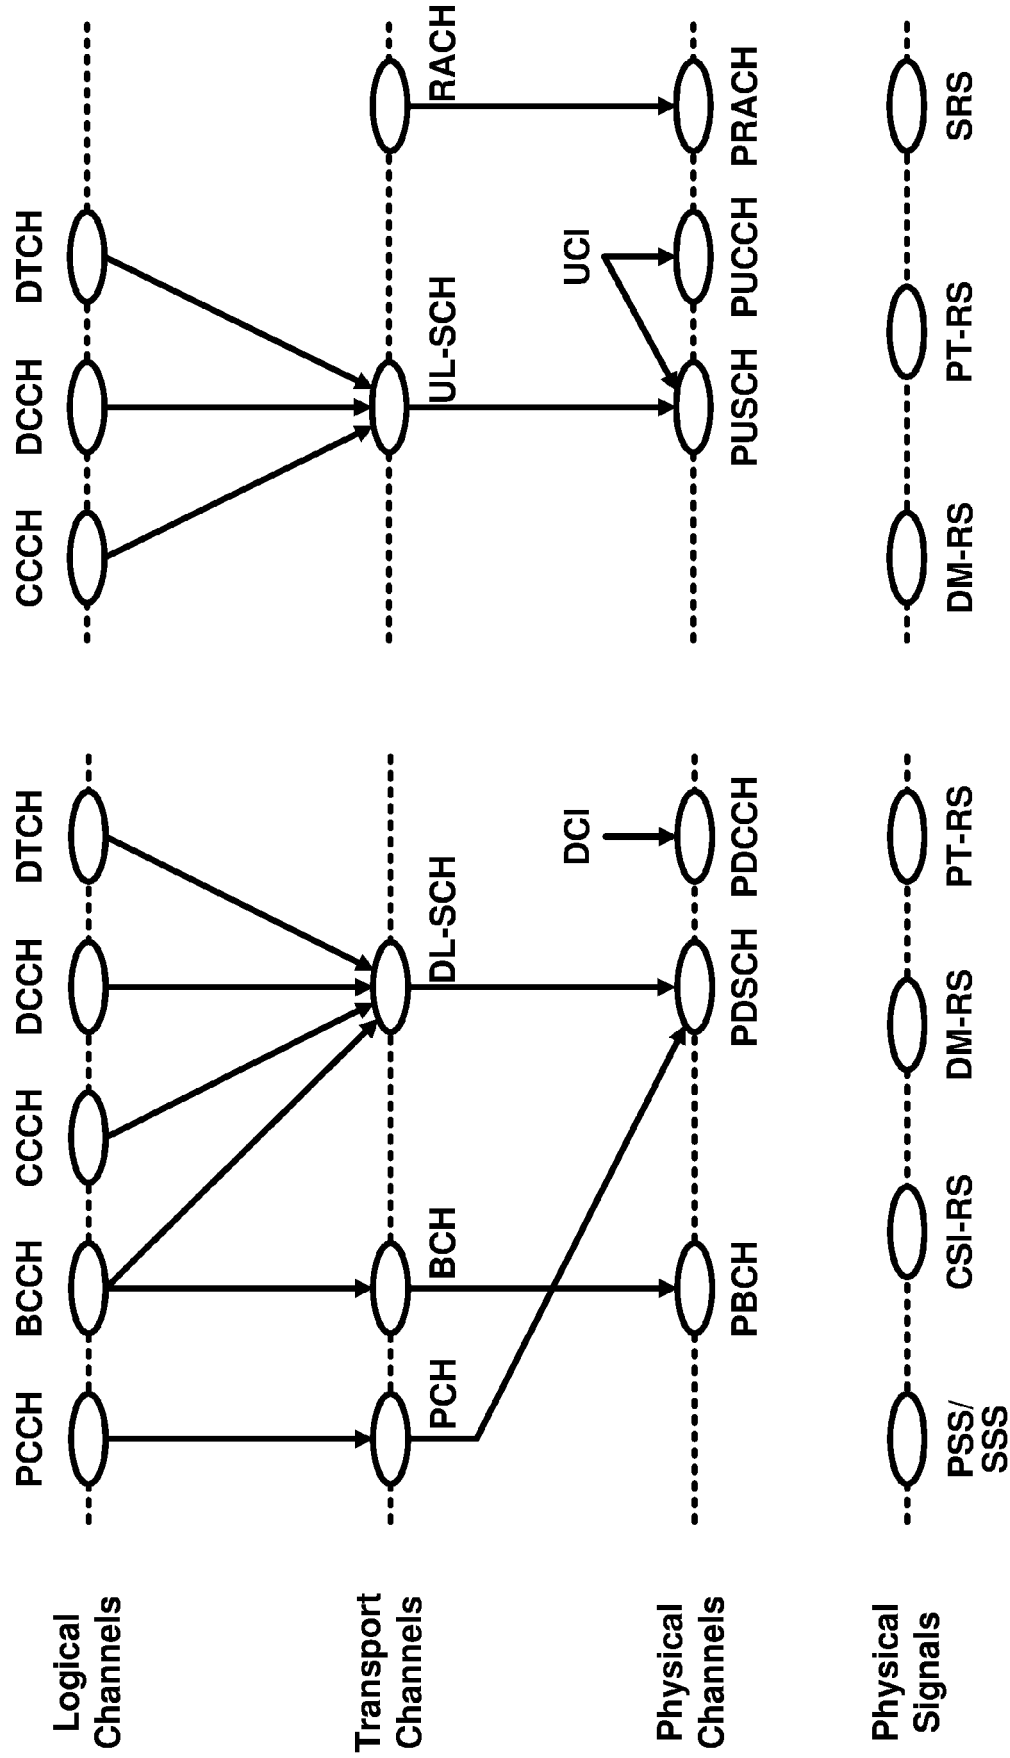 Logical
Channels
PCCH
BCCH
CCCH
DCCH
DTCH
CCCH
DCCH
DTCH
Transport
Channels
PCH
BCH
DL-SCH
UL-SCH
RACH
DCI
UCI
Physical
Channels
PBCH
PDSCH
PDCCH
PUSCH
PUCCH
PRACH
Physical
Signals
PSS/
SSS
CSI-RS
DM-RS
PT-RS
DM-RS
PT-RS
SRS